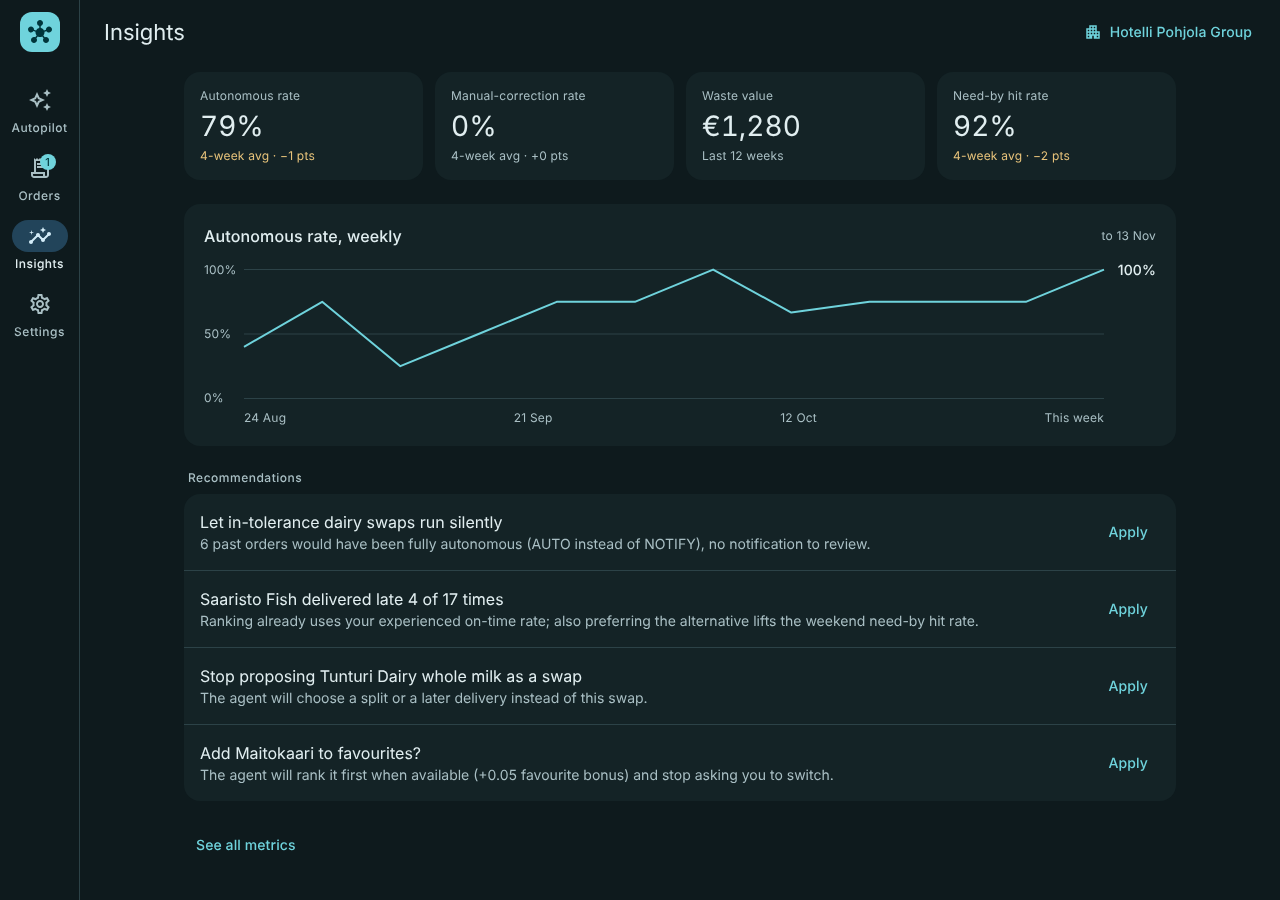 Insights
Hotelli Pohjola Group
Autopilot
1
Orders
Insights
Settings
Autonomous rate
79%
4-week avg · −1 pts
Manual-correction rate
0%
4-week avg · +0 pts
Waste value
€1,280
Last 12 weeks
Need-by hit rate
92%
4-week avg · −2 pts
Autonomous rate, weekly
to 13 Nov
100%
100%
50%
0%
24 Aug
21 Sep
12 Oct
This week
Recommendations
Let in-tolerance dairy swaps run silently
6 past orders would have been fully autonomous (AUTO instead of NOTIFY), no notification to review.
Apply
Saaristo Fish delivered late 4 of 17 times
Ranking already uses your experienced on-time rate; also preferring the alternative lifts the weekend need-by hit rate.
Apply
Stop proposing Tunturi Dairy whole milk as a swap
The agent will choose a split or a later delivery instead of this swap.
Apply
Add Maitokaari to favourites?
The agent will rank it first when available (+0.05 favourite bonus) and stop asking you to switch.
Apply
See all metrics